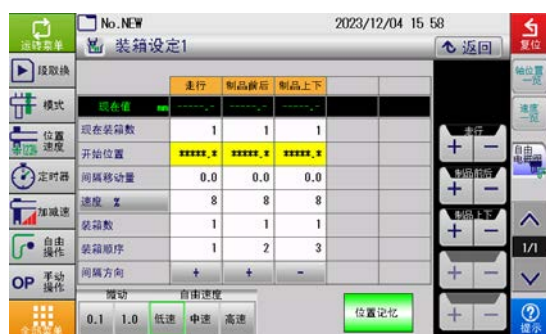 No.NEW 2023/12/04 15 58
运转菜单 装箱设定1 返回 复位
段取换
走行 制品前后 制品上下
轴位置一览
现在值 mm -----.- -----.- -----.-
模式
现在装箱数 1 1 1
速度一览
位置速度
走行
开始位置 *****.* *****.* *****.*
+ -
自由电磁阀
定时器 间隔移动量 0.0 0.0 0.0
制品前后
+ -
速度 % 8 8 8
加减速
制品上下
装箱数 1 1 1
+ -
自由操作 装箱顺序 1 2 3
1/1
OP 手动操作 间隔方向 + + -
+ -
自由速度
0.1 1.0 低速 中速 高速 位置记忆
+ -
全部菜单 提示